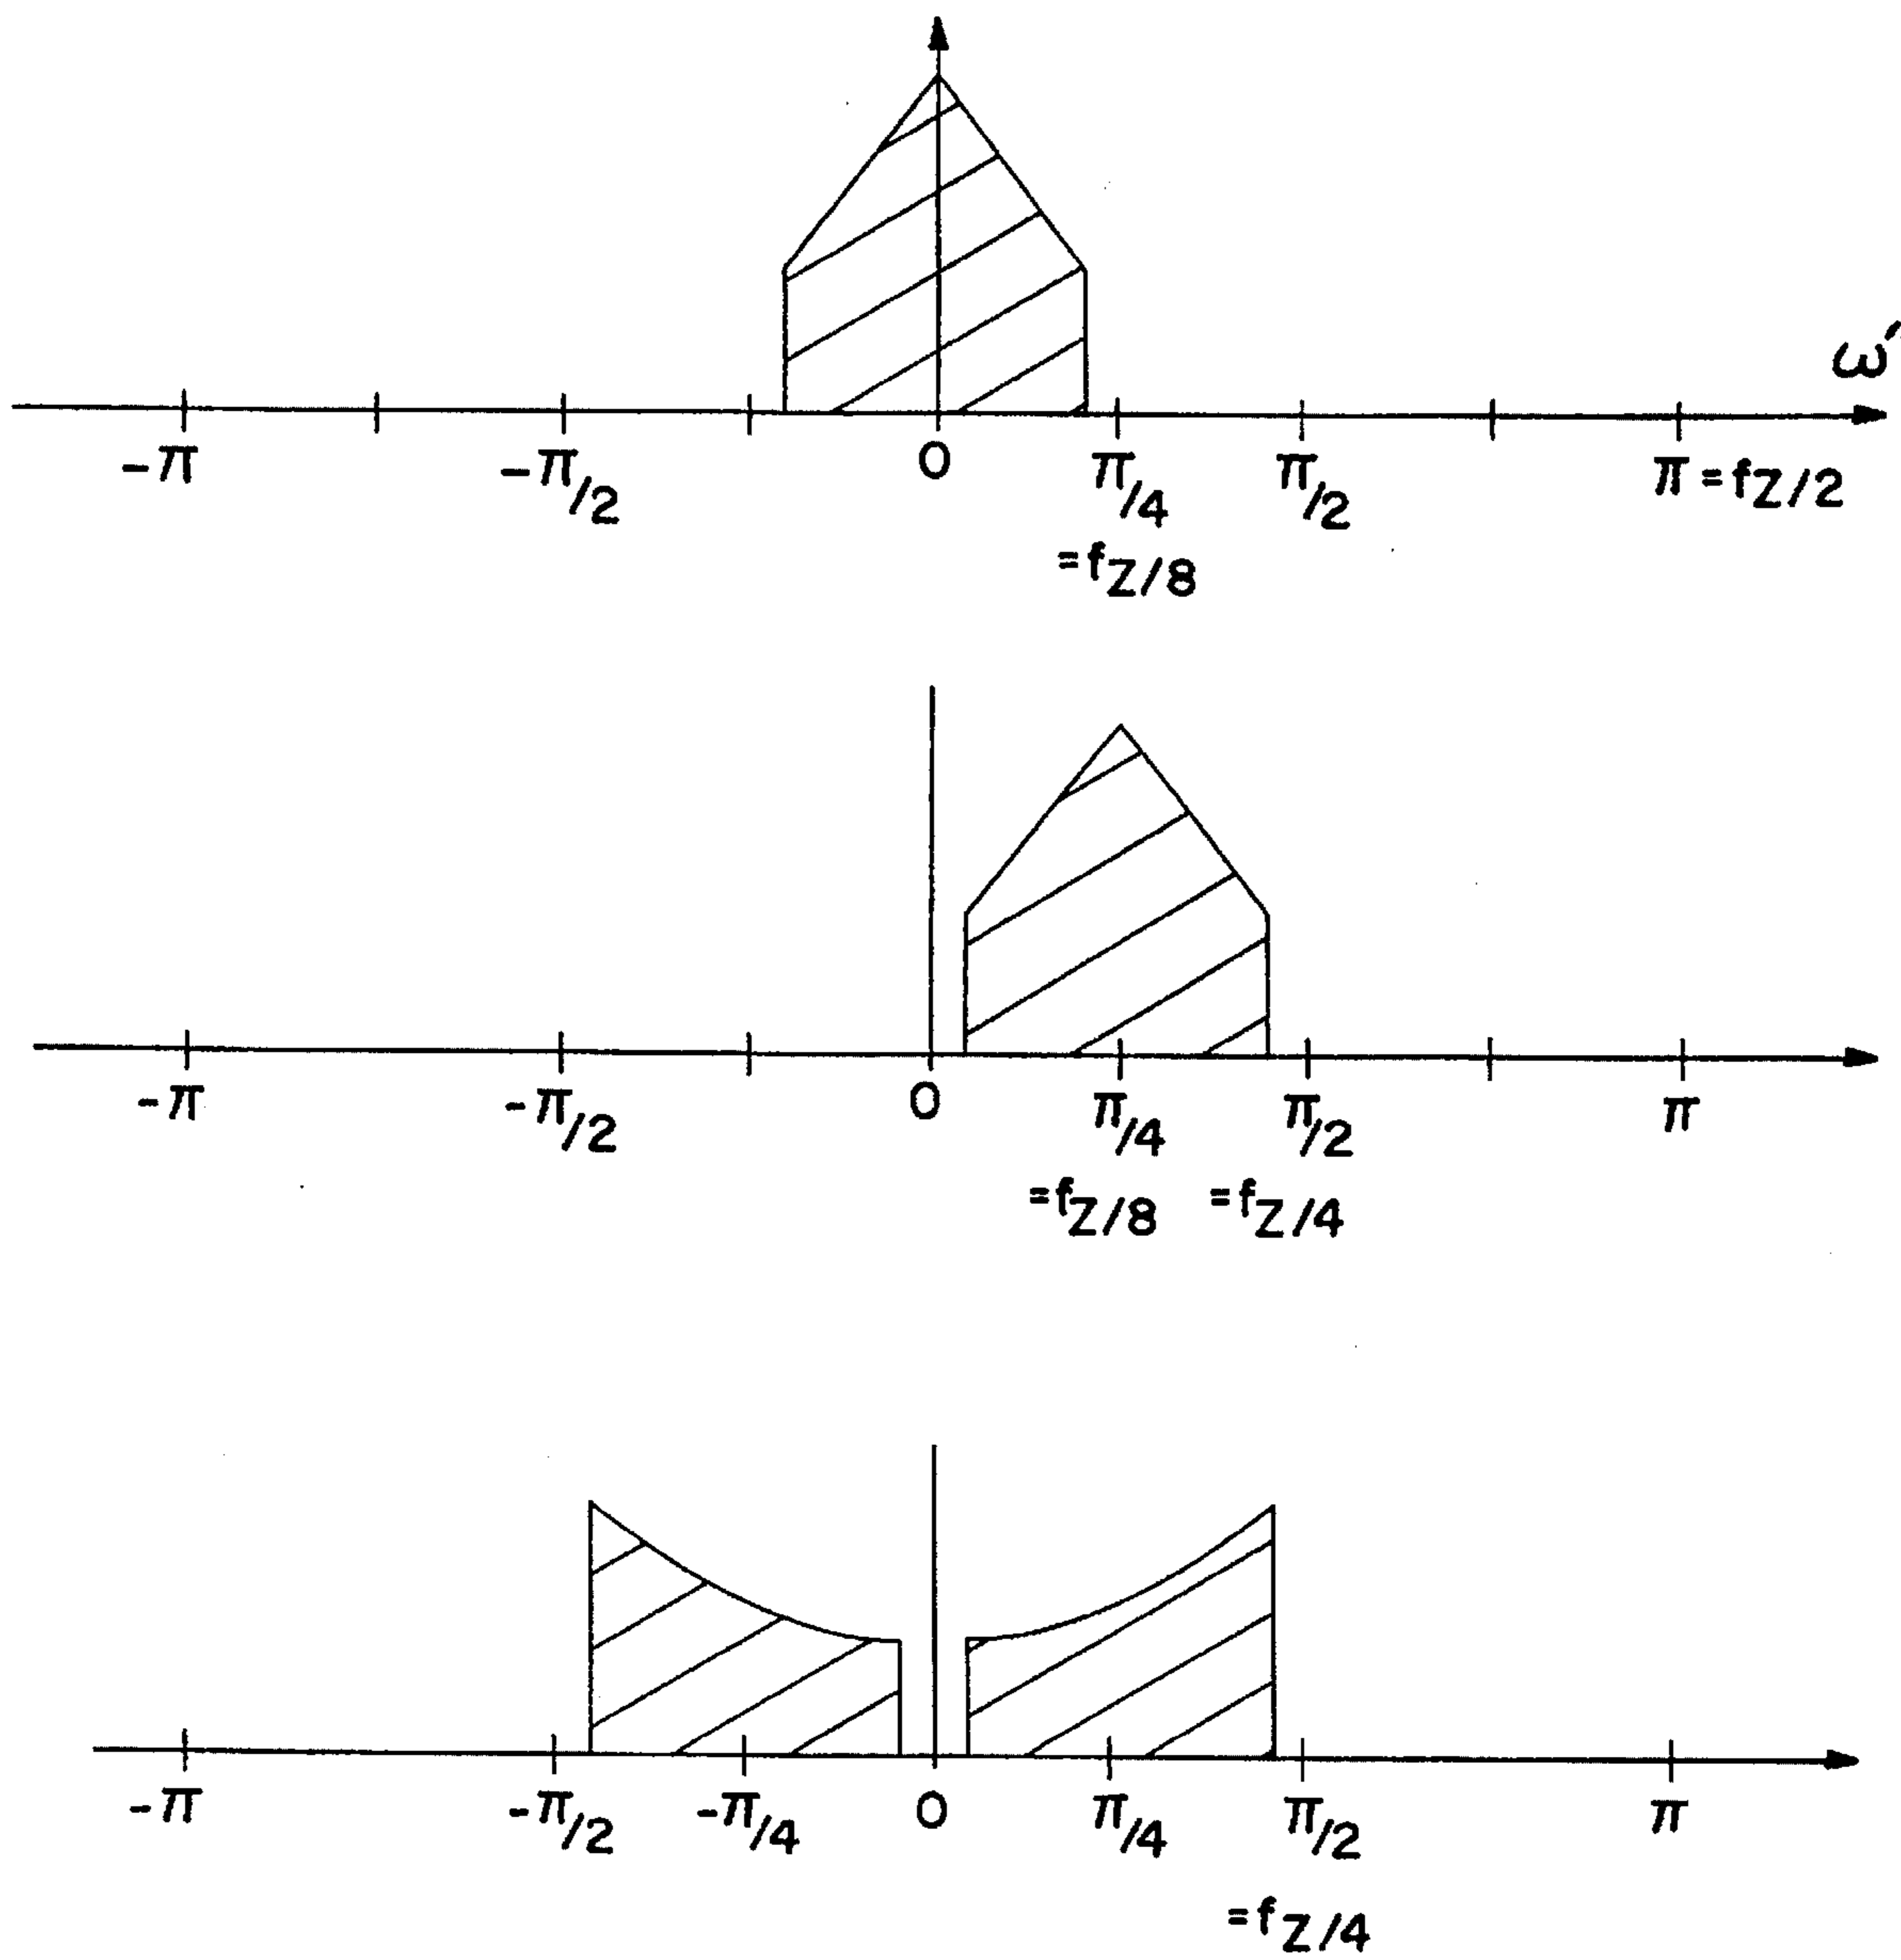 ω'
-π -π/2 0 π/4 π/2 π=fZ/2
=fZ/8
-π -π/2 0 π/4 π/2 π
=fZ/8 =fZ/4
-π -π/2 -π/4 0 π/4 π/2 π
=fZ/4